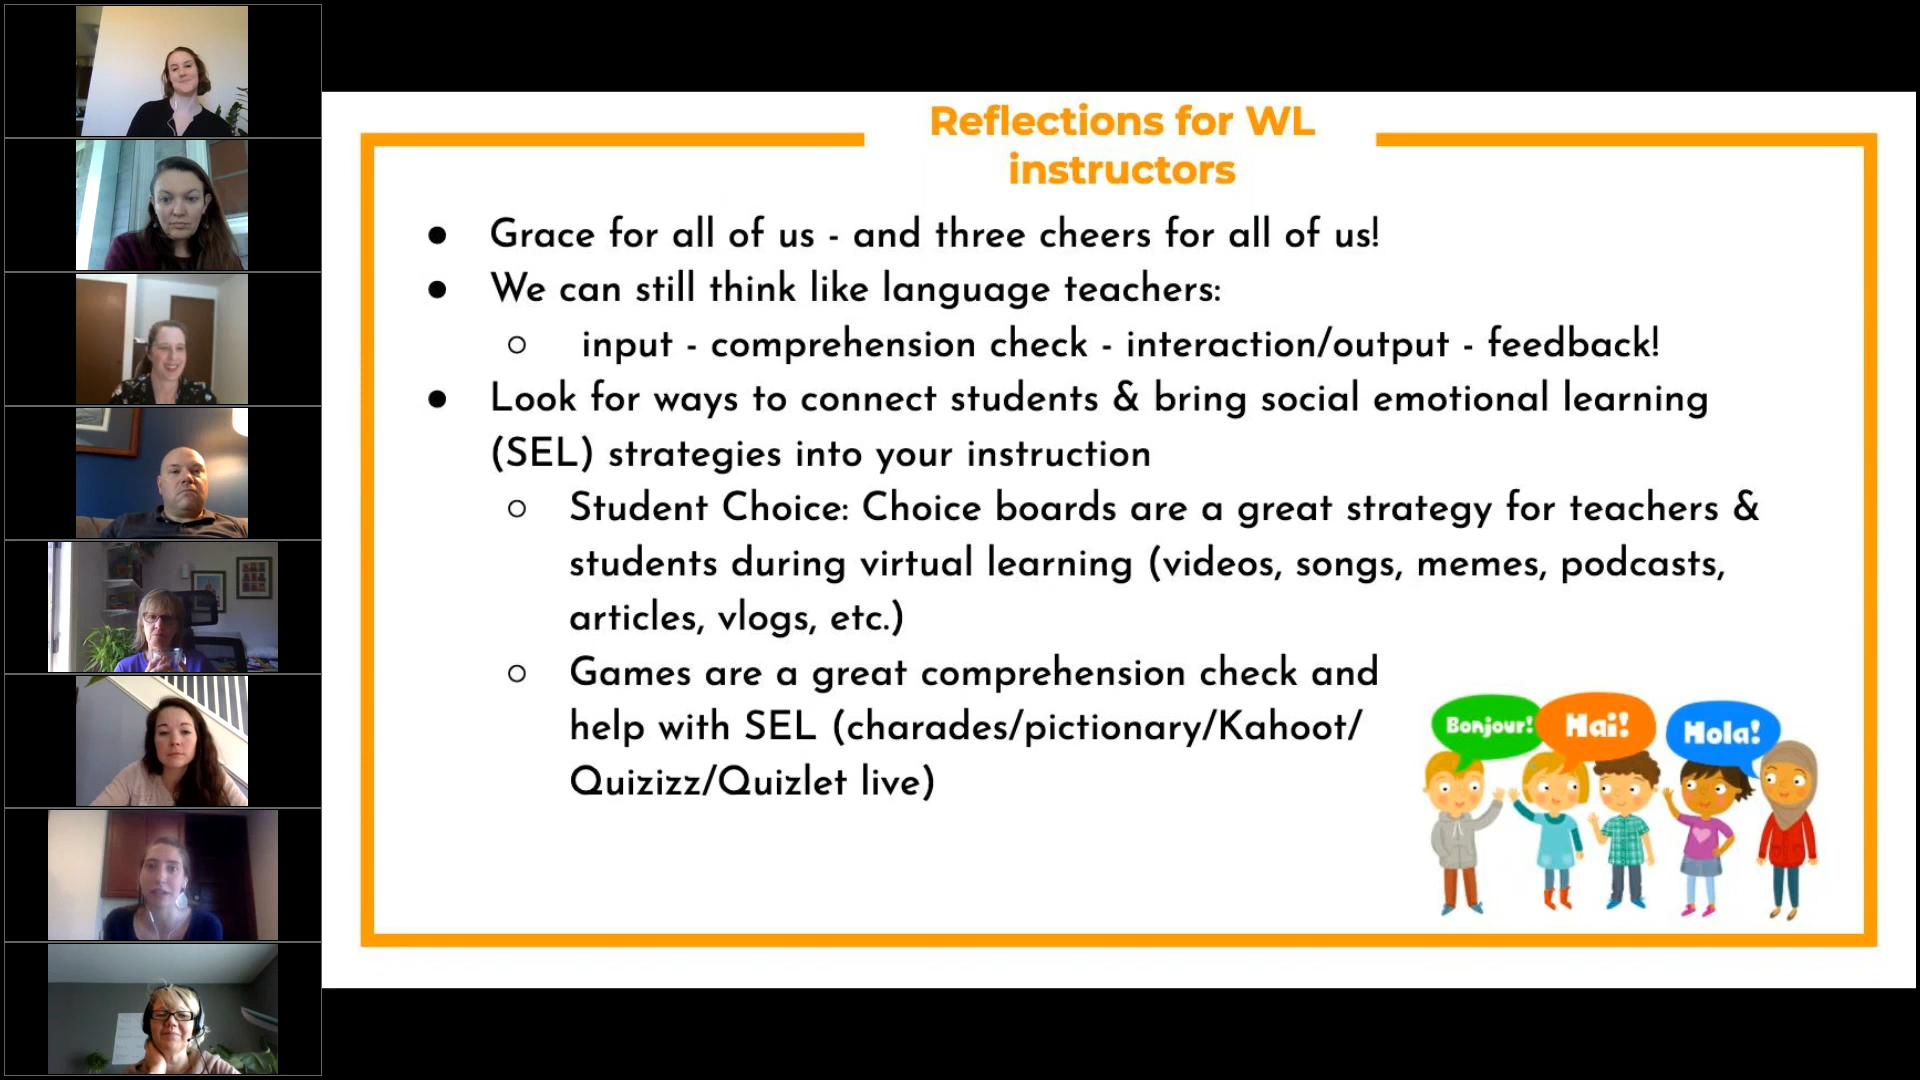 Reflections for WL
instructors
● Grace for all of us - and three cheers for all of us!
● We can still think like language teachers:
○ input - comprehension check - interaction/output - feedback!
● Look for ways to connect students & bring social emotional learning
(SEL) strategies into your instruction
○ Student Choice: Choice boards are a great strategy for teachers &
students during virtual learning (videos, songs, memes, podcasts,
articles, vlogs, etc.)
○ Games are a great comprehension check and
help with SEL (charades/pictionary/Kahoot/
Quizizz/Quizlet live)
Bonjour!
Hai!
Hola!